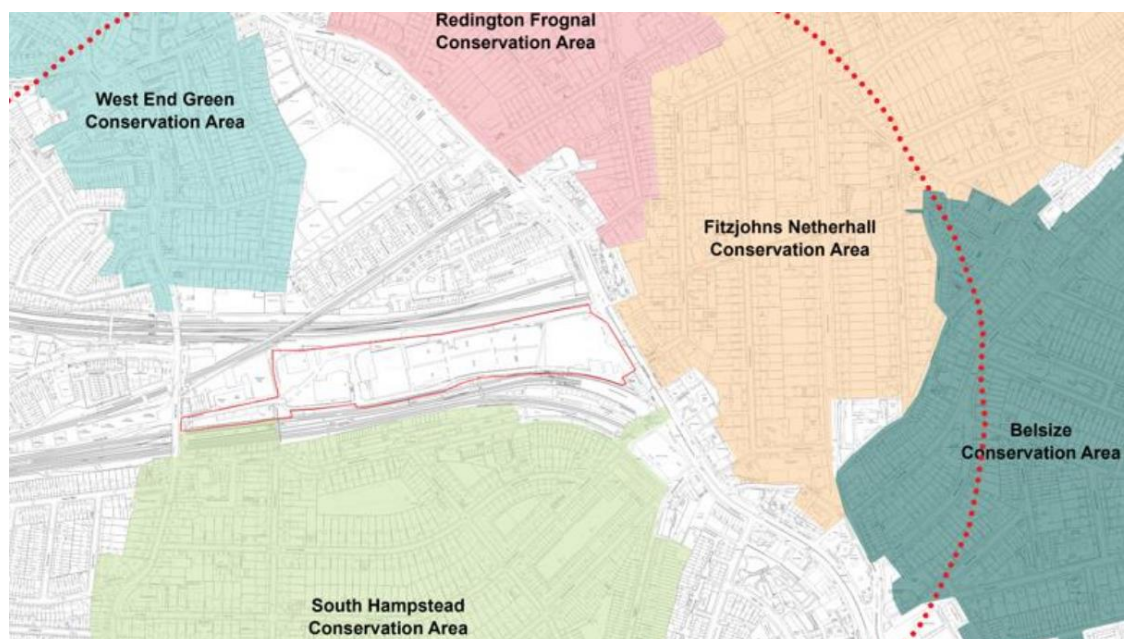 Redington Frognal
Conservation Area
West End Green
Conservation Area
Fitzjohns Netherhall
Conservation Area
Belsize
Conservation Area
South Hampstead
Conservation Area